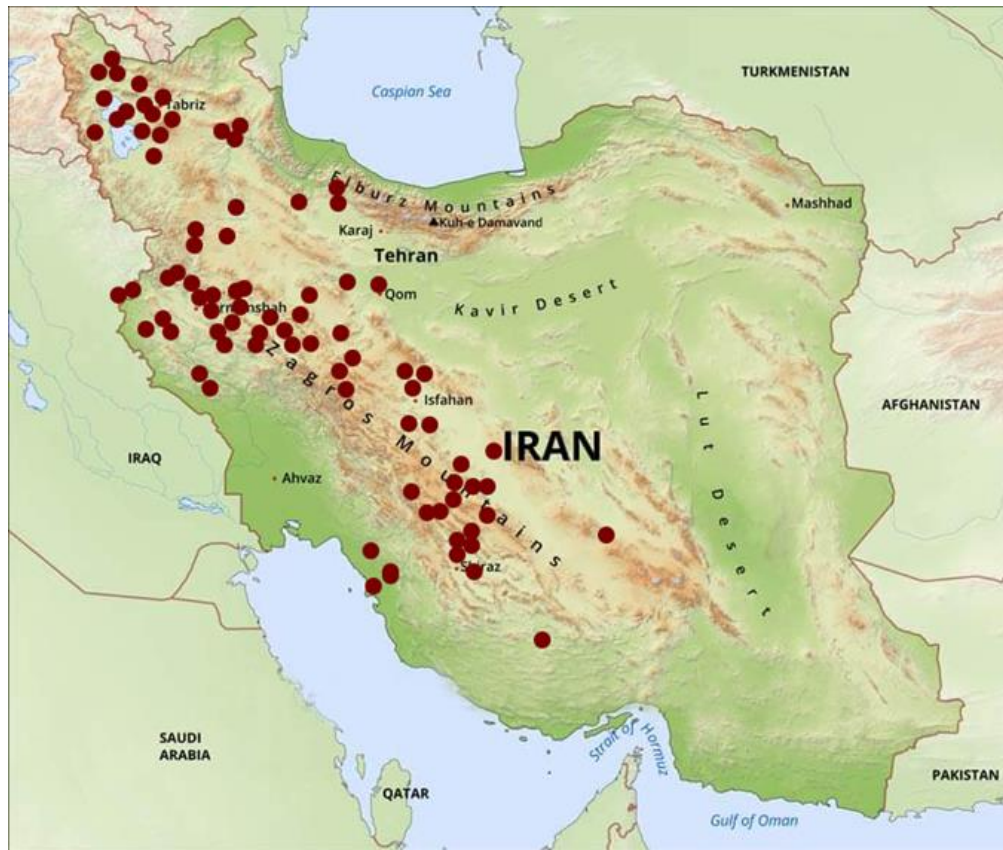 TURKMENISTAN
Caspian Sea
Tabriz
Elburz Mountains
Mashhad
Kuh-e Damavand
Karaj
Tehran
Qom
Kavir Desert
Zagros Mountains
Isfahan
Lut Desert
AFGHANISTAN
IRAN
IRAQ
Ahvaz
Shiraz
SAUDI
ARABIA
Strait of Hormuz
QATAR
PAKISTAN
Gulf of Oman